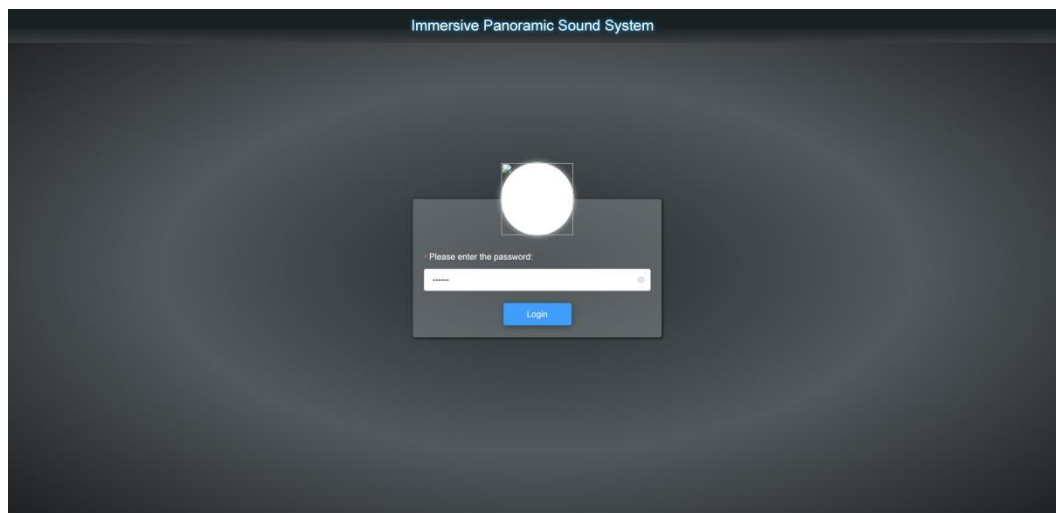 Immersive Panoramic Sound System
· Please enter the password:
······
Login